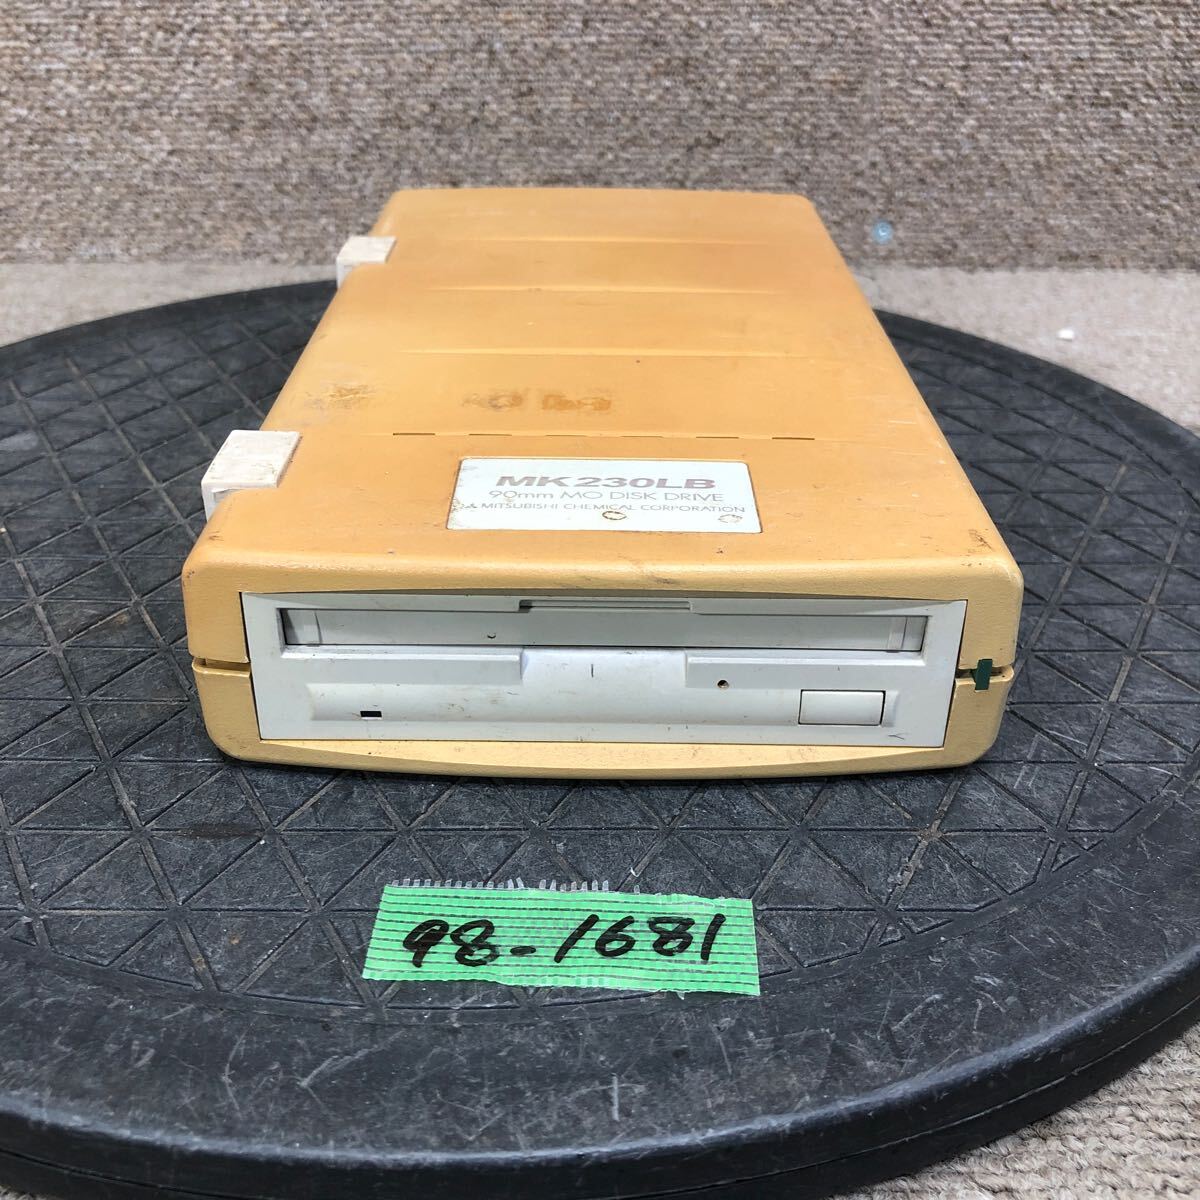 MK230LB
90mm MO DISK DRIVE
MITSUBISHI CHEMICAL CORPORATION
98-1681